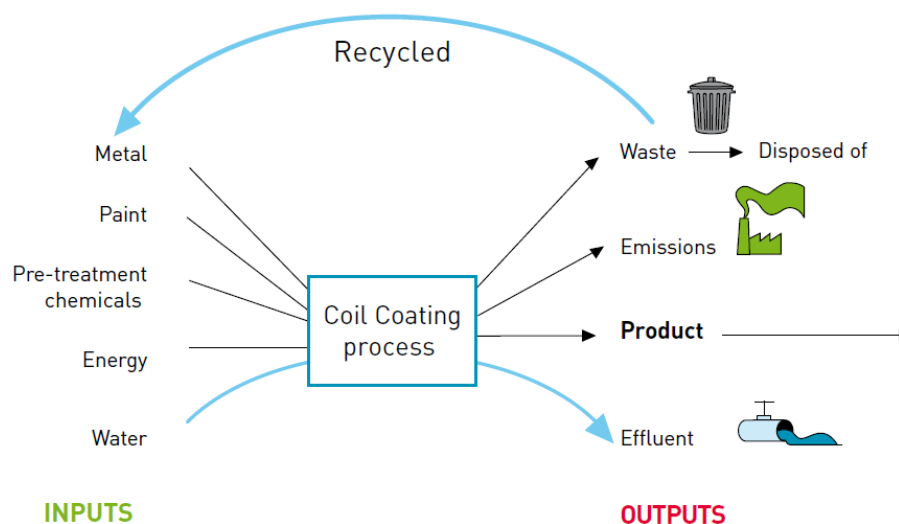 Recycled
Metal
Paint
Pre-treatment
chemicals
Energy
Water
Coil Coating
process
Waste
Disposed of
Emissions
Product
Effluent
INPUTS
OUTPUTS